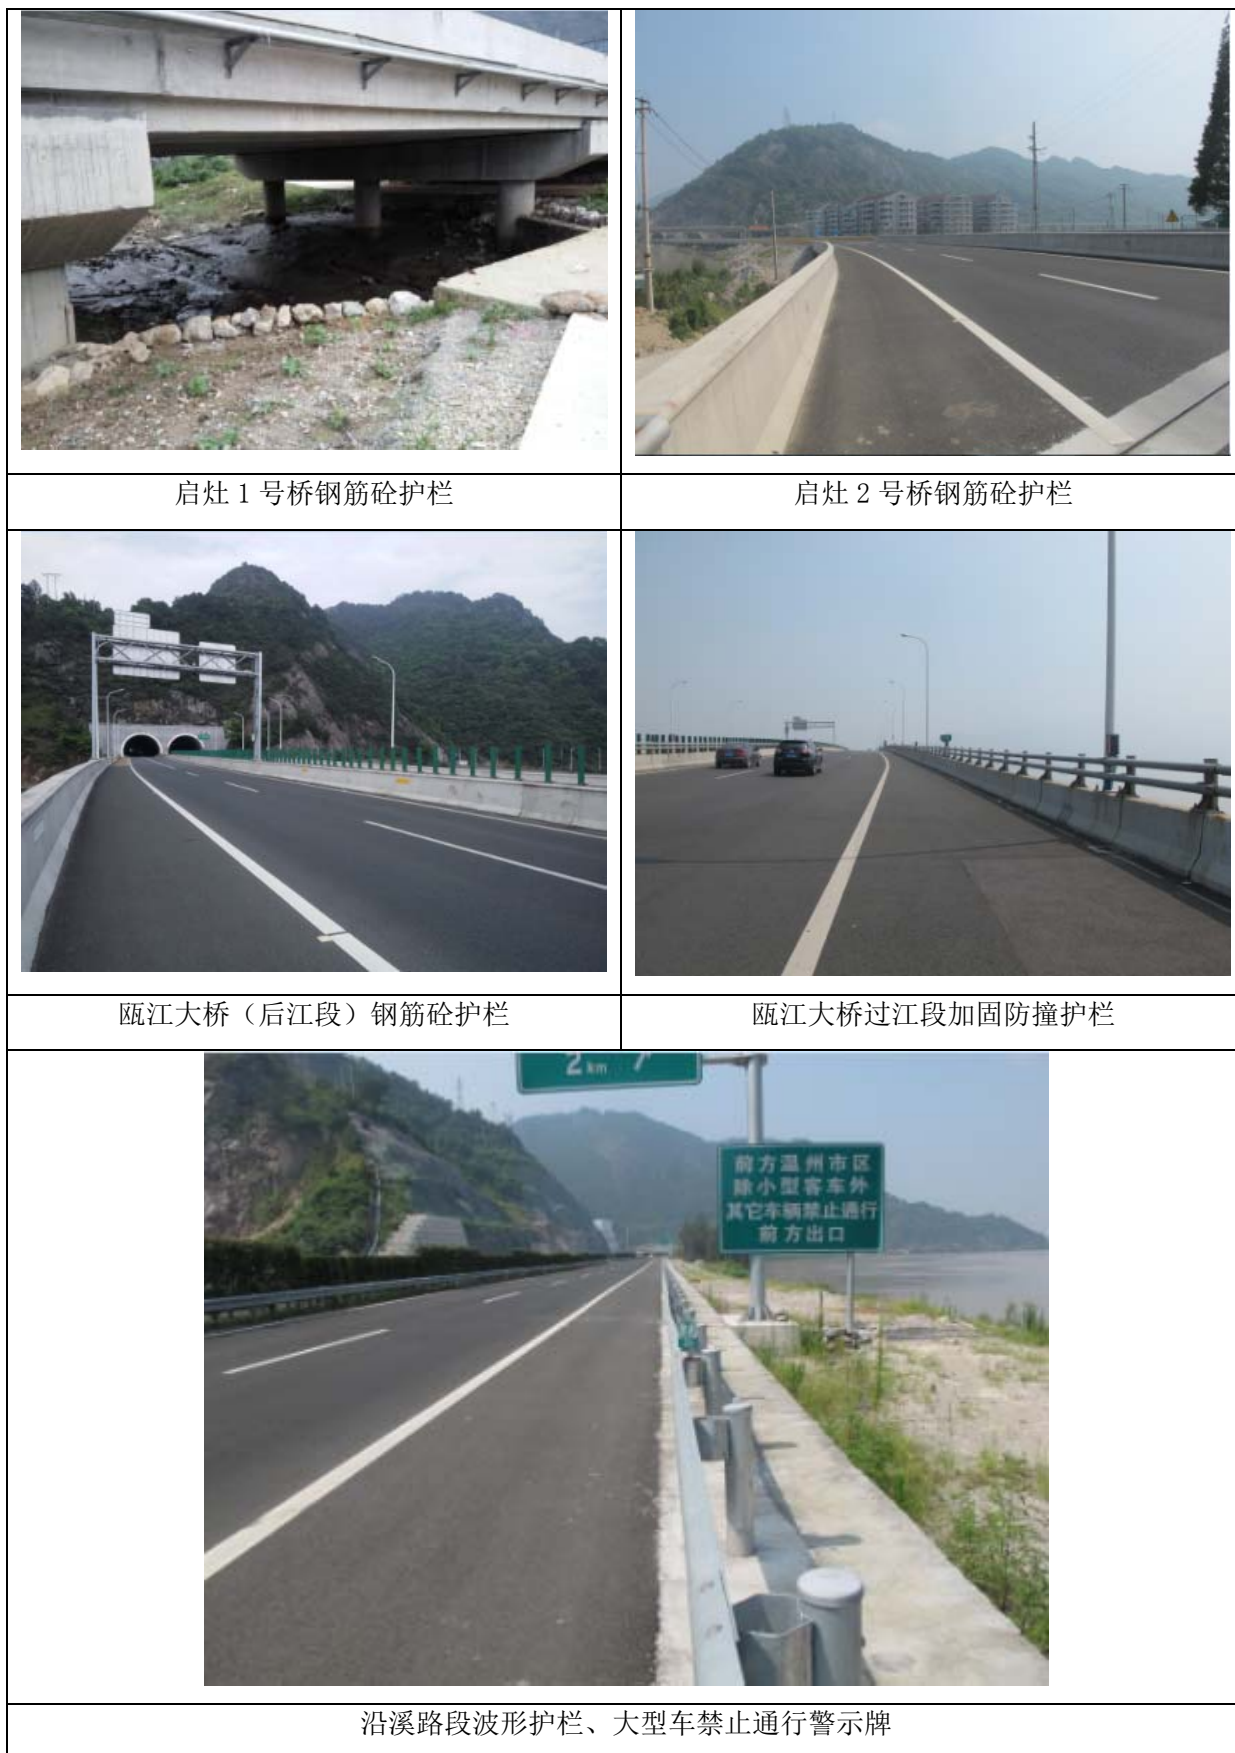 启灶 1 号桥钢筋砼护栏
启灶 2 号桥钢筋砼护栏
瓯江大桥（后江段）钢筋砼护栏
瓯江大桥过江段加固防撞护栏
2 km
前方温州市区
除小型客车外
其它车辆禁止通行
前方出口
沿溪路段波形护栏、大型车禁止通行警示牌